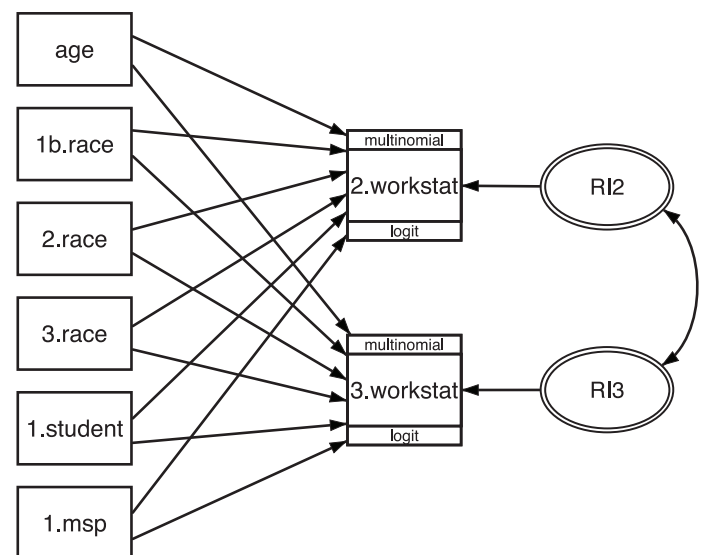 age
1b.race
2.race
3.race
1.student
1.msp
multinomial
2.workstat
logit
multinomial
3.workstat
logit
RI2
RI3